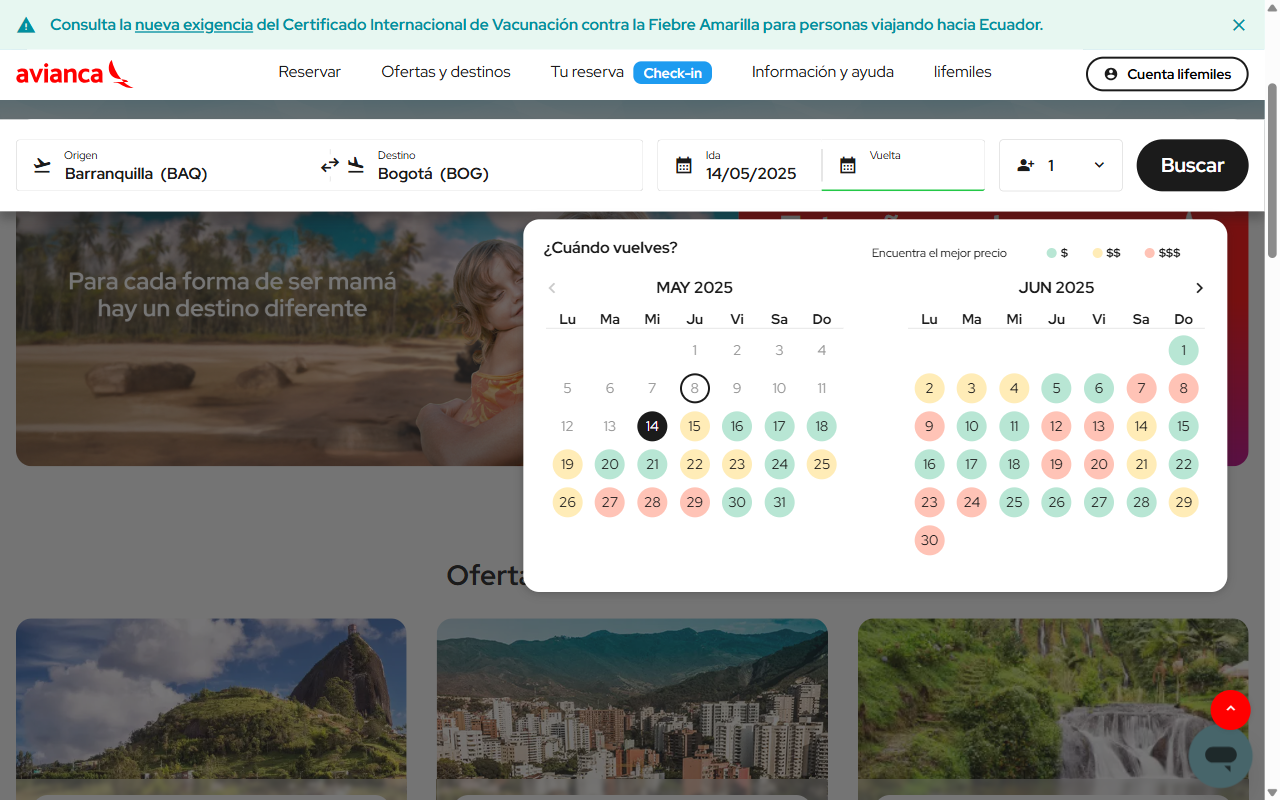 Consulta la nueva exigencia del Certificado Internacional de Vacunación contra la Fiebre Amarilla para personas viajando hacia Ecuador.
avianca
Reservar Ofertas y destinos Tu reserva Check-in Información y ayuda lifemiles Cuenta lifemiles
Origen
Barranquilla (BAQ)
Destino
Bogotá (BOG)
Ida
14/05/2025
Vuelta
1
Buscar
Para cada forma de ser mamá
hay un destino diferente
¿Cuándo vuelves?
Encuentra el mejor precio $ $$ $$$
MAY 2025
Lu Ma Mi Ju Vi Sa Do
1 2 3 4
5 6 7 8 9 10 11
12 13 14 15 16 17 18
19 20 21 22 23 24 25
26 27 28 29 30 31
JUN 2025
Lu Ma Mi Ju Vi Sa Do
1
2 3 4 5 6 7 8
9 10 11 12 13 14 15
16 17 18 19 20 21 22
23 24 25 26 27 28 29
30